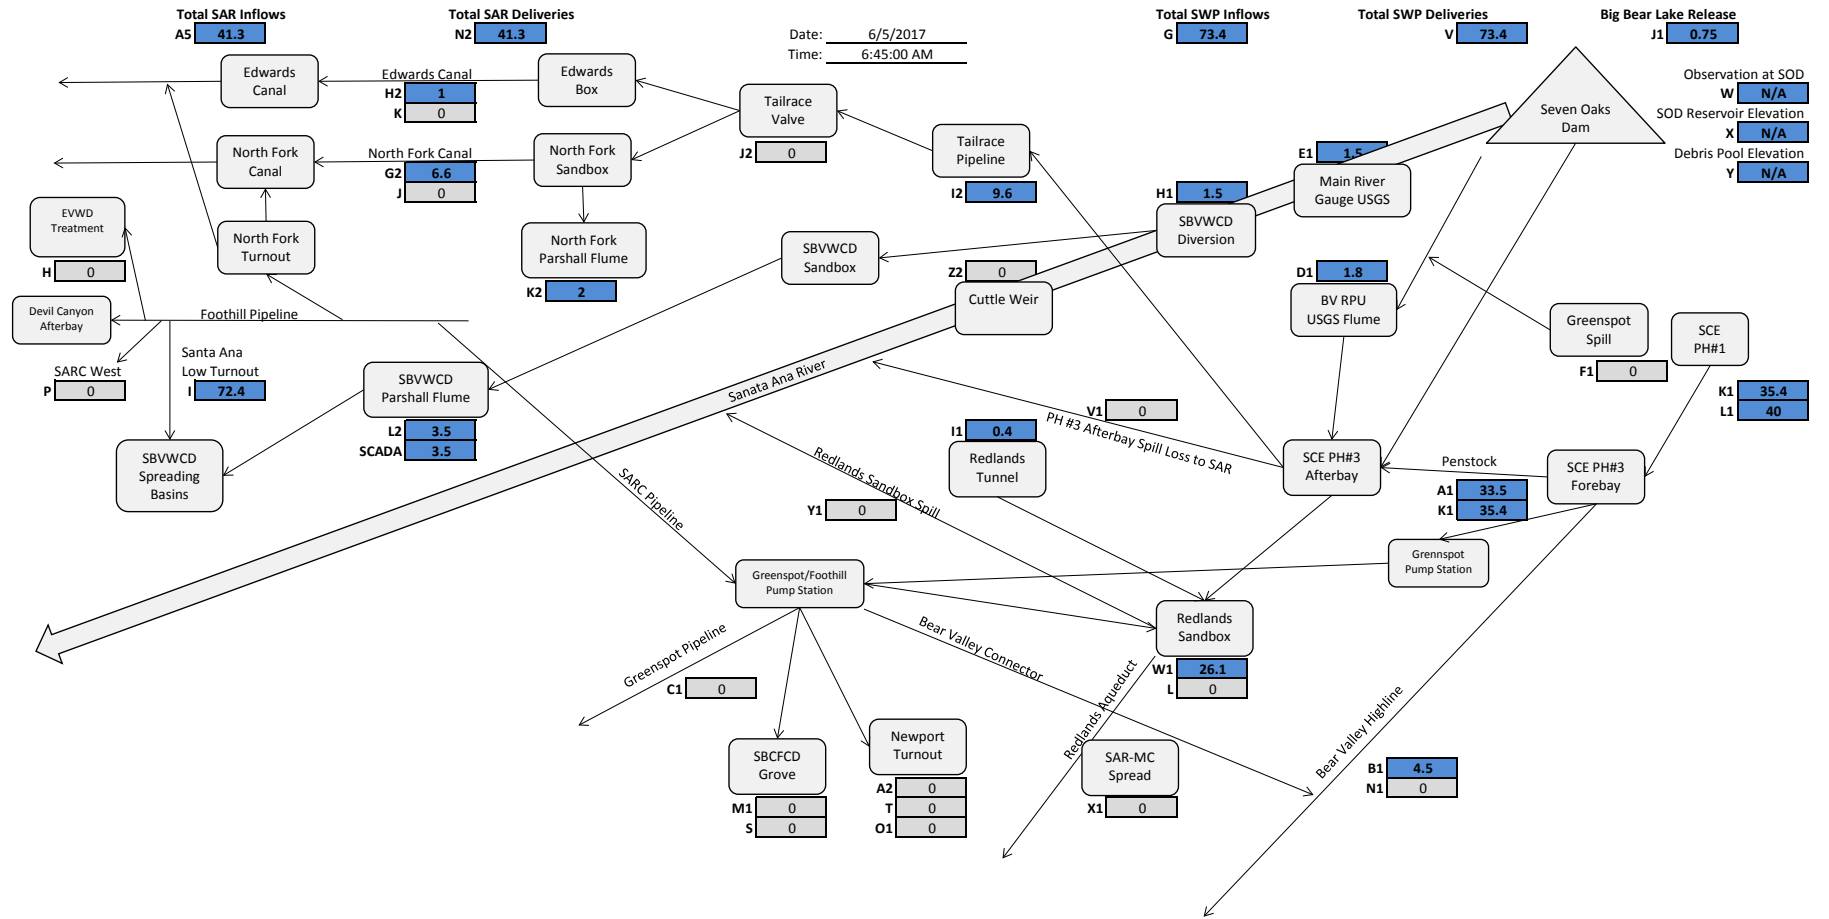 Total SAR Inflows
A5 41.3
Total SAR Deliveries
N2 41.3
Date: 6/5/2017
Time: 6:45:00 AM
Total SWP Inflows
G 73.4
Total SWP Deliveries
V 73.4
Big Bear Lake Release
J1 0.75
Edwards
Canal
Edwards Canal
H2 1
K 0
Edwards
Box
Tailrace
Valve
J2 0
Tailrace
Pipeline
I2 9.6
Seven Oaks
Dam
Observation at SOD
W N/A
SOD Reservoir Elevation
X N/A
Debris Pool Elevation
Y N/A
North Fork
Canal
North Fork Canal
G2 6.6
J 0
North Fork
Sandbox
E1 1.5
Main River
Gauge USGS
H1 1.5
SBVWCD
Diversion
EVWD
Treatment
H 0
North Fork
Turnout
North Fork
Parshall Flume
K2 2
SBVWCD
Sandbox
Z2 0
Cuttle Weir
D1 1.8
BV RPU
USGS Flume
Greenspot
Spill
F1 0
SCE
PH#1
K1 35.4
L1 40
Devil Canyon
Afterbay
Foothill Pipeline
SARC West
P 0
Santa Ana
Low Turnout
I 72.4
SBVWCD
Parshall Flume
L2 3.5
SCADA 3.5
Sanata Ana River
V1 0
PH #3 Afterbay Spill Loss to SAR
I1 0.4
Redlands
Tunnel
SCE PH#3
Afterbay
Penstock
A1 33.5
K1 35.4
SCE PH#3
Forebay
SBVWCD
Spreading
Basins
SARC Pipeline
Redlands Sandbox Spill
Y1 0
Grennspot
Pump Station
Greenspot/Foothill
Pump Station
Redlands
Sandbox
W1 26.1
L 0
Greenspot Pipeline
C1 0
Bear Valley Connector
Redlands Aqueduct
Bear Valley Highline
SBCFCD
Grove
M1 0
S 0
Newport
Turnout
A2 0
T 0
O1 0
SAR-MC
Spread
X1 0
B1 4.5
N1 0